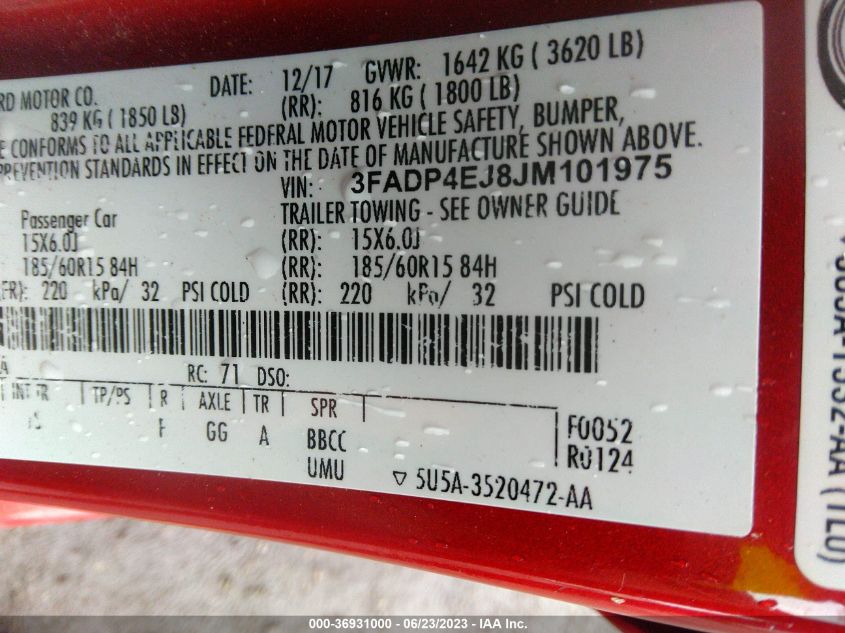 RD MOTOR CO. DATE: 12/17 GVWR: 1642 KG ( 3620 LB)
839 KG ( 1850 LB) (RR): 816 KG ( 1800 LB)
E CONFORMS TO ALL APPLICABLE FEDERAL MOTOR VEHICLE SAFETY, BUMPER,
PREVENTION STANDARDS IN EFFECT ON THE DATE OF MANUFACTURE SHOWN ABOVE.
VIN: 3FADP4EJ8JM101975
Passenger Car TRAILER TOWING - SEE OWNER GUIDE
15X6.0J (RR): 15X6.0J
185/60R15 84H (RR): 185/60R15 84H
(FR): 220 kPa/ 32 PSI COLD (RR): 220 kPa/ 32 PSI COLD
RC: 71 DSO:
INT TR TP/PS R AXLE TR SPR F0052
F GG A BBCC R0124
UMU 5U5A-3520472-AA
000-36931000 - 06/23/2023 - IAA Inc.